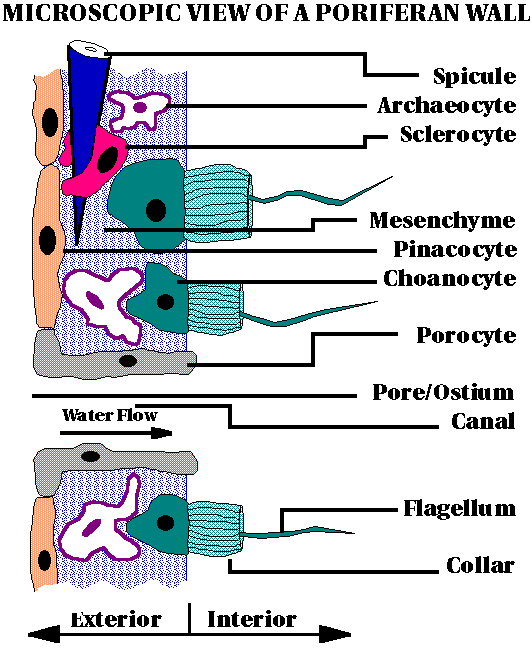 MICROSCOPIC VIEW OF A PORIFERAN WALL
Spicule
Archaeocyte
Sclerocyte
Mesenchyme
Pinacocyte
Choanocyte
Porocyte
Pore/Ostium
Water Flow
Canal
Flagellum
Collar
Exterior
Interior